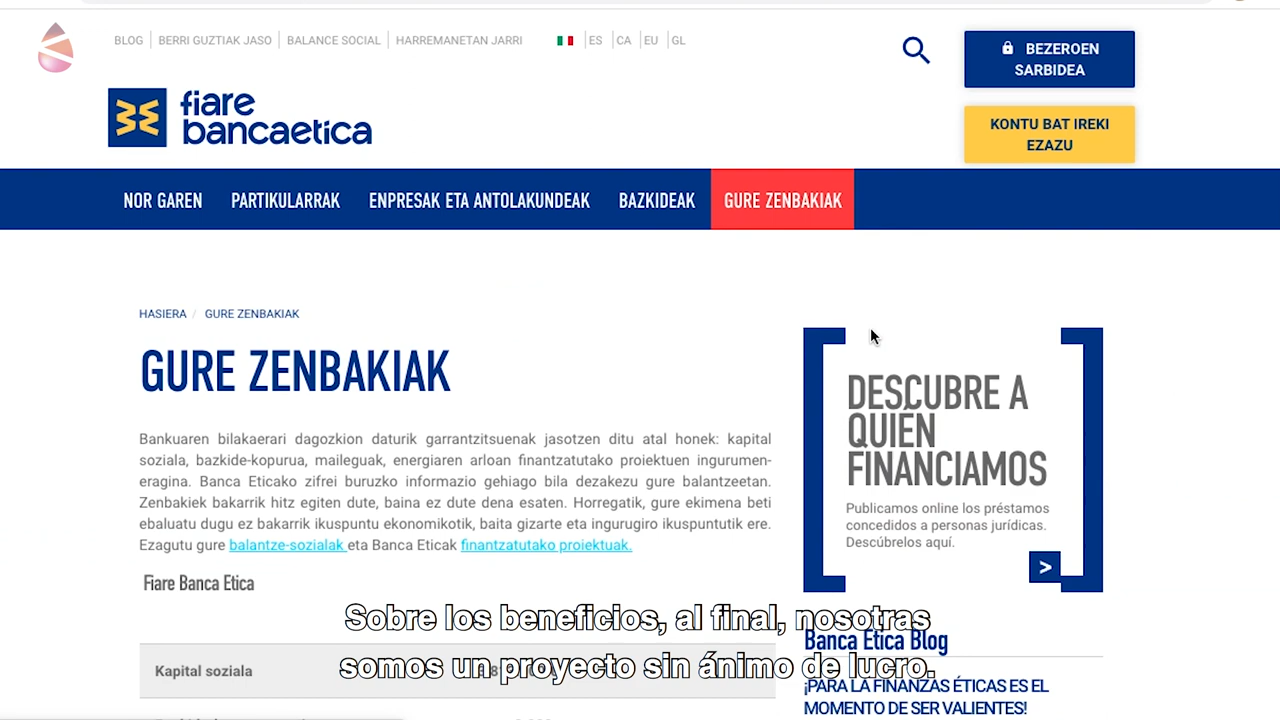 BLOG BERRI GUZTIAK JASO BALANCE SOCIAL HARREMANETAN JARRI ES CA EU GL
BEZEROEN
SARBIDEA
fiare
bancaetica
KONTU BAT IREKI
EZAZU
NOR GAREN PARTIKULARRAK ENPRESAK ETA ANTOLAKUNDEAK BAZKIDEAK GURE ZENBAKIAK
HASIERA / GURE ZENBAKIAK
GURE ZENBAKIAK
Bankuaren bilakaerari dagozkion daturik garrantzitsuenak jasotzen ditu atal honek: kapital
soziala, bazkide-kopurua, maileguak, energiaren arloan finantzatutako proiektuen ingurumen-
eragina. Banca Eticako zifrei buruzko informazio gehiago bila dezakezu gure balantzeetan.
Zenbakiek bakarrik hitz egiten dute, baina ez dute dena esaten. Horregatik, gure ekimena beti
ebaluatu dugu ez bakarrik ikuspuntu ekonomikotik, baita gizarte eta ingurugiro ikuspuntutik ere.
Ezagutu gure balantze-sozialak eta Banca Eticak finantzatutako proiektuak.
Fiare Banca Etica
Kapital soziala
DESCUBRE A
QUIÉN
FINANCIAMOS
Publicamos online los préstamos
concedidos a personas jurídicas.
Descúbrelos aquí.
>
Banca Etica Blog
¡PARA LA FINANZAS ÉTICAS ES EL
MOMENTO DE SER VALIENTES!
Sobre los beneficios, al final, nosotras
somos un proyecto sin ánimo de lucro.